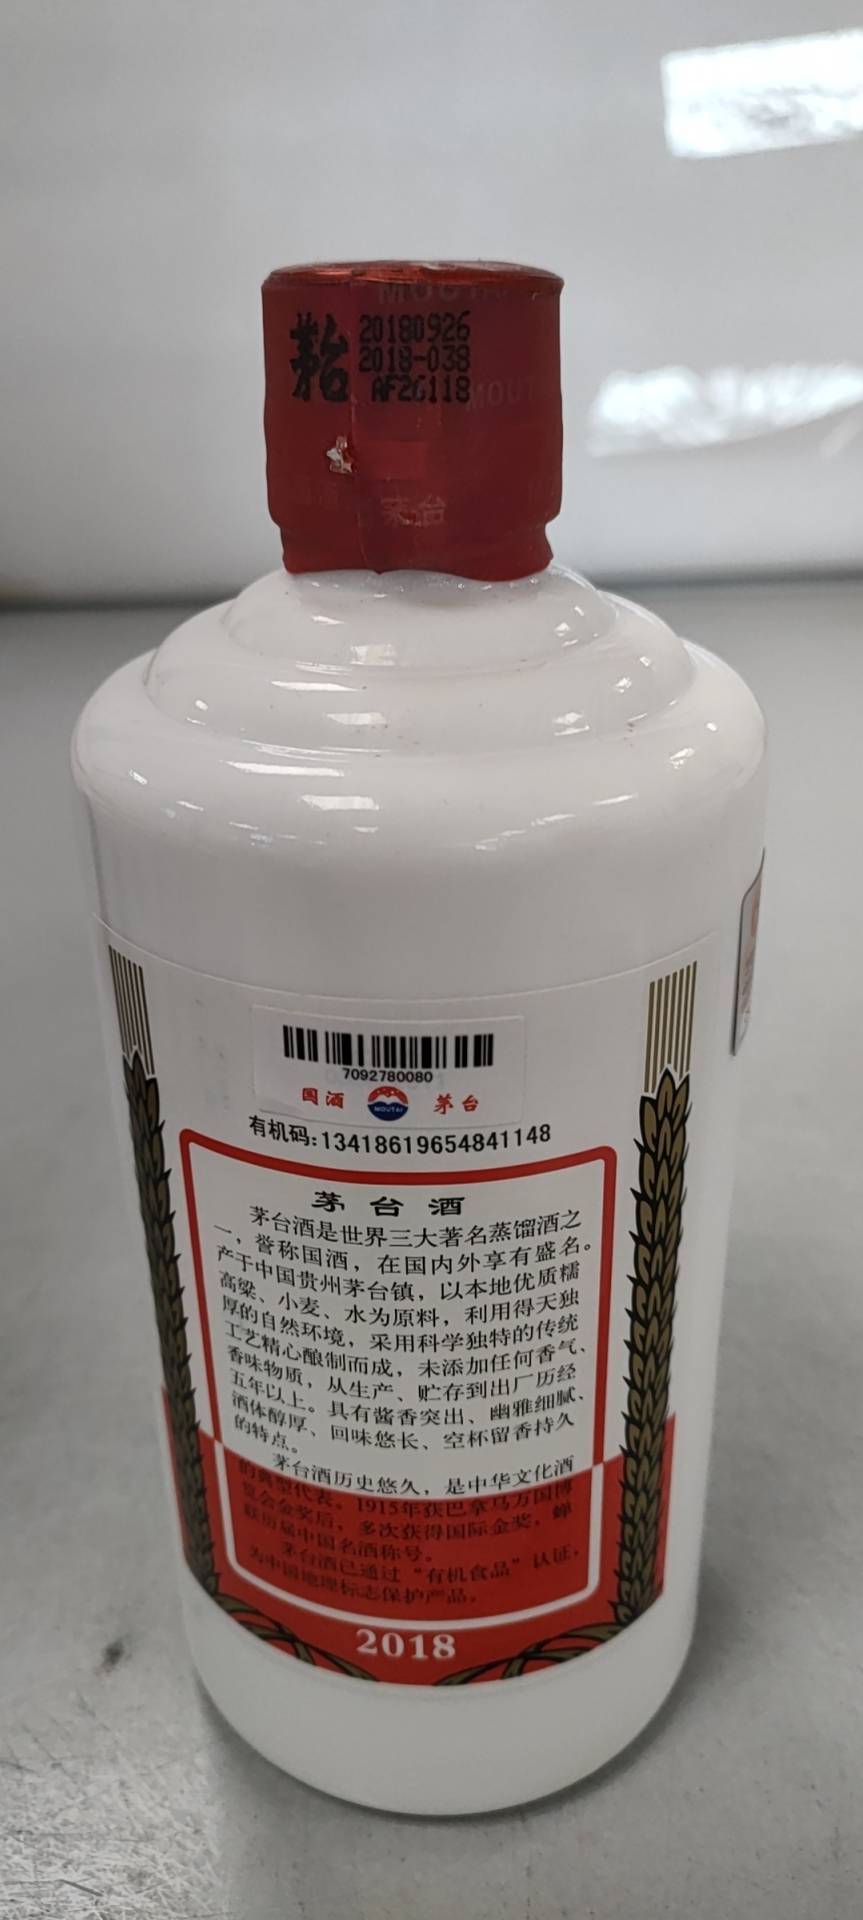 MOUTAI
茅台
20180926
2018-038
AF26118
MOUT
茅台
7092780080
国酒 MOUTAI 茅台
有机码:13418619654841148
茅台酒
茅台酒是世界三大著名蒸馏酒之
一，誉称国酒，在国内外享有盛名。
产于中国贵州茅台镇，以本地优质糯
高粱、小麦、水为原料，利用得天独
厚的自然环境，采用科学独特的传统
工艺精心酿制而成，未添加任何香气、
香味物质，从生产、贮存到出厂历经
五年以上。具有酱香突出、幽雅细腻、
酒体醇厚、回味悠长、空杯留香持久
的特点。
茅台酒历史悠久，是中华文化酒
的典型代表。1915年获巴拿马万国博
览会金奖后，多次获得国际金奖，蝉
联历届中国名酒称号。
茅台酒已通过“有机食品”认证，
为中国地理标志保护产品。
2018